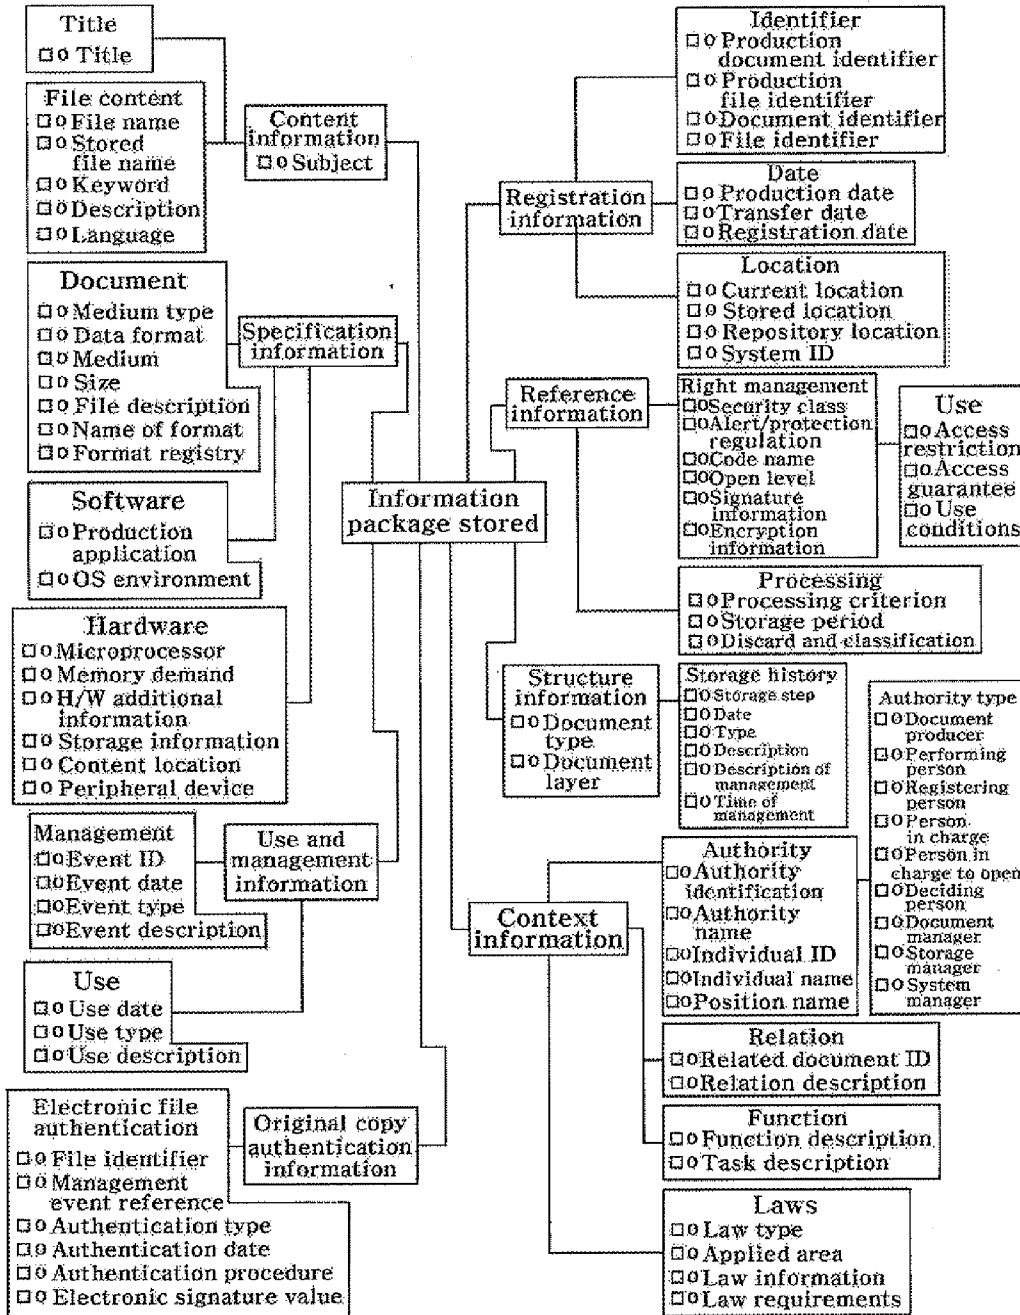 Title
Title
File content
File name
Stored
file name
Keyword
Description
Language
Content
information
Subject
Document
Medium type
Data format
Medium
Size
File description
Name of format
Format registry
Specification
information
Software
Production
application
OS environment
Hardware
Microprocessor
Memory demand
H/W additional
information
Storage information
Content location
Peripheral device
Management
Event ID
Event date
Event type
Event description
Use and
management
information
Use
Use date
Use type
Use description
Electronic file
authentication
File identifier
Management
event reference
Authentication type
Authentication date
Authentication procedure
Electronic signature value
Original copy
authentication
information
Information
package stored
Registration
information
Identifier
Production
document identifier
Production
file identifier
Document identifier
File identifier
Date
Production date
Transfer date
Registration date
Location
Current location
Stored location
Repository location
System ID
Reference
information
Right management
Security class
Alert/protection
regulation
Code name
Open level
Signature
information
Encryption
information
Use
Access
restriction
Access
guarantee
Use
conditions
Processing
Processing criterion
Storage period
Discard and classification
Structure
information
Document
type
Document
layer
Storage history
Storage step
Date
Type
Description
Description of
management
Time of
management
Context
information
Authority
Authority
identification
Authority
name
Individual ID
Individual name
Position name
Authority type
Document
producer
Performing
person
Registering
person
Person
in charge
Person in
charge to open
Deciding
person
Document
manager
Storage
manager
System
manager
Relation
Related document ID
Relation description
Function
Function description
Task description
Laws
Law type
Applied area
Law information
Law requirements